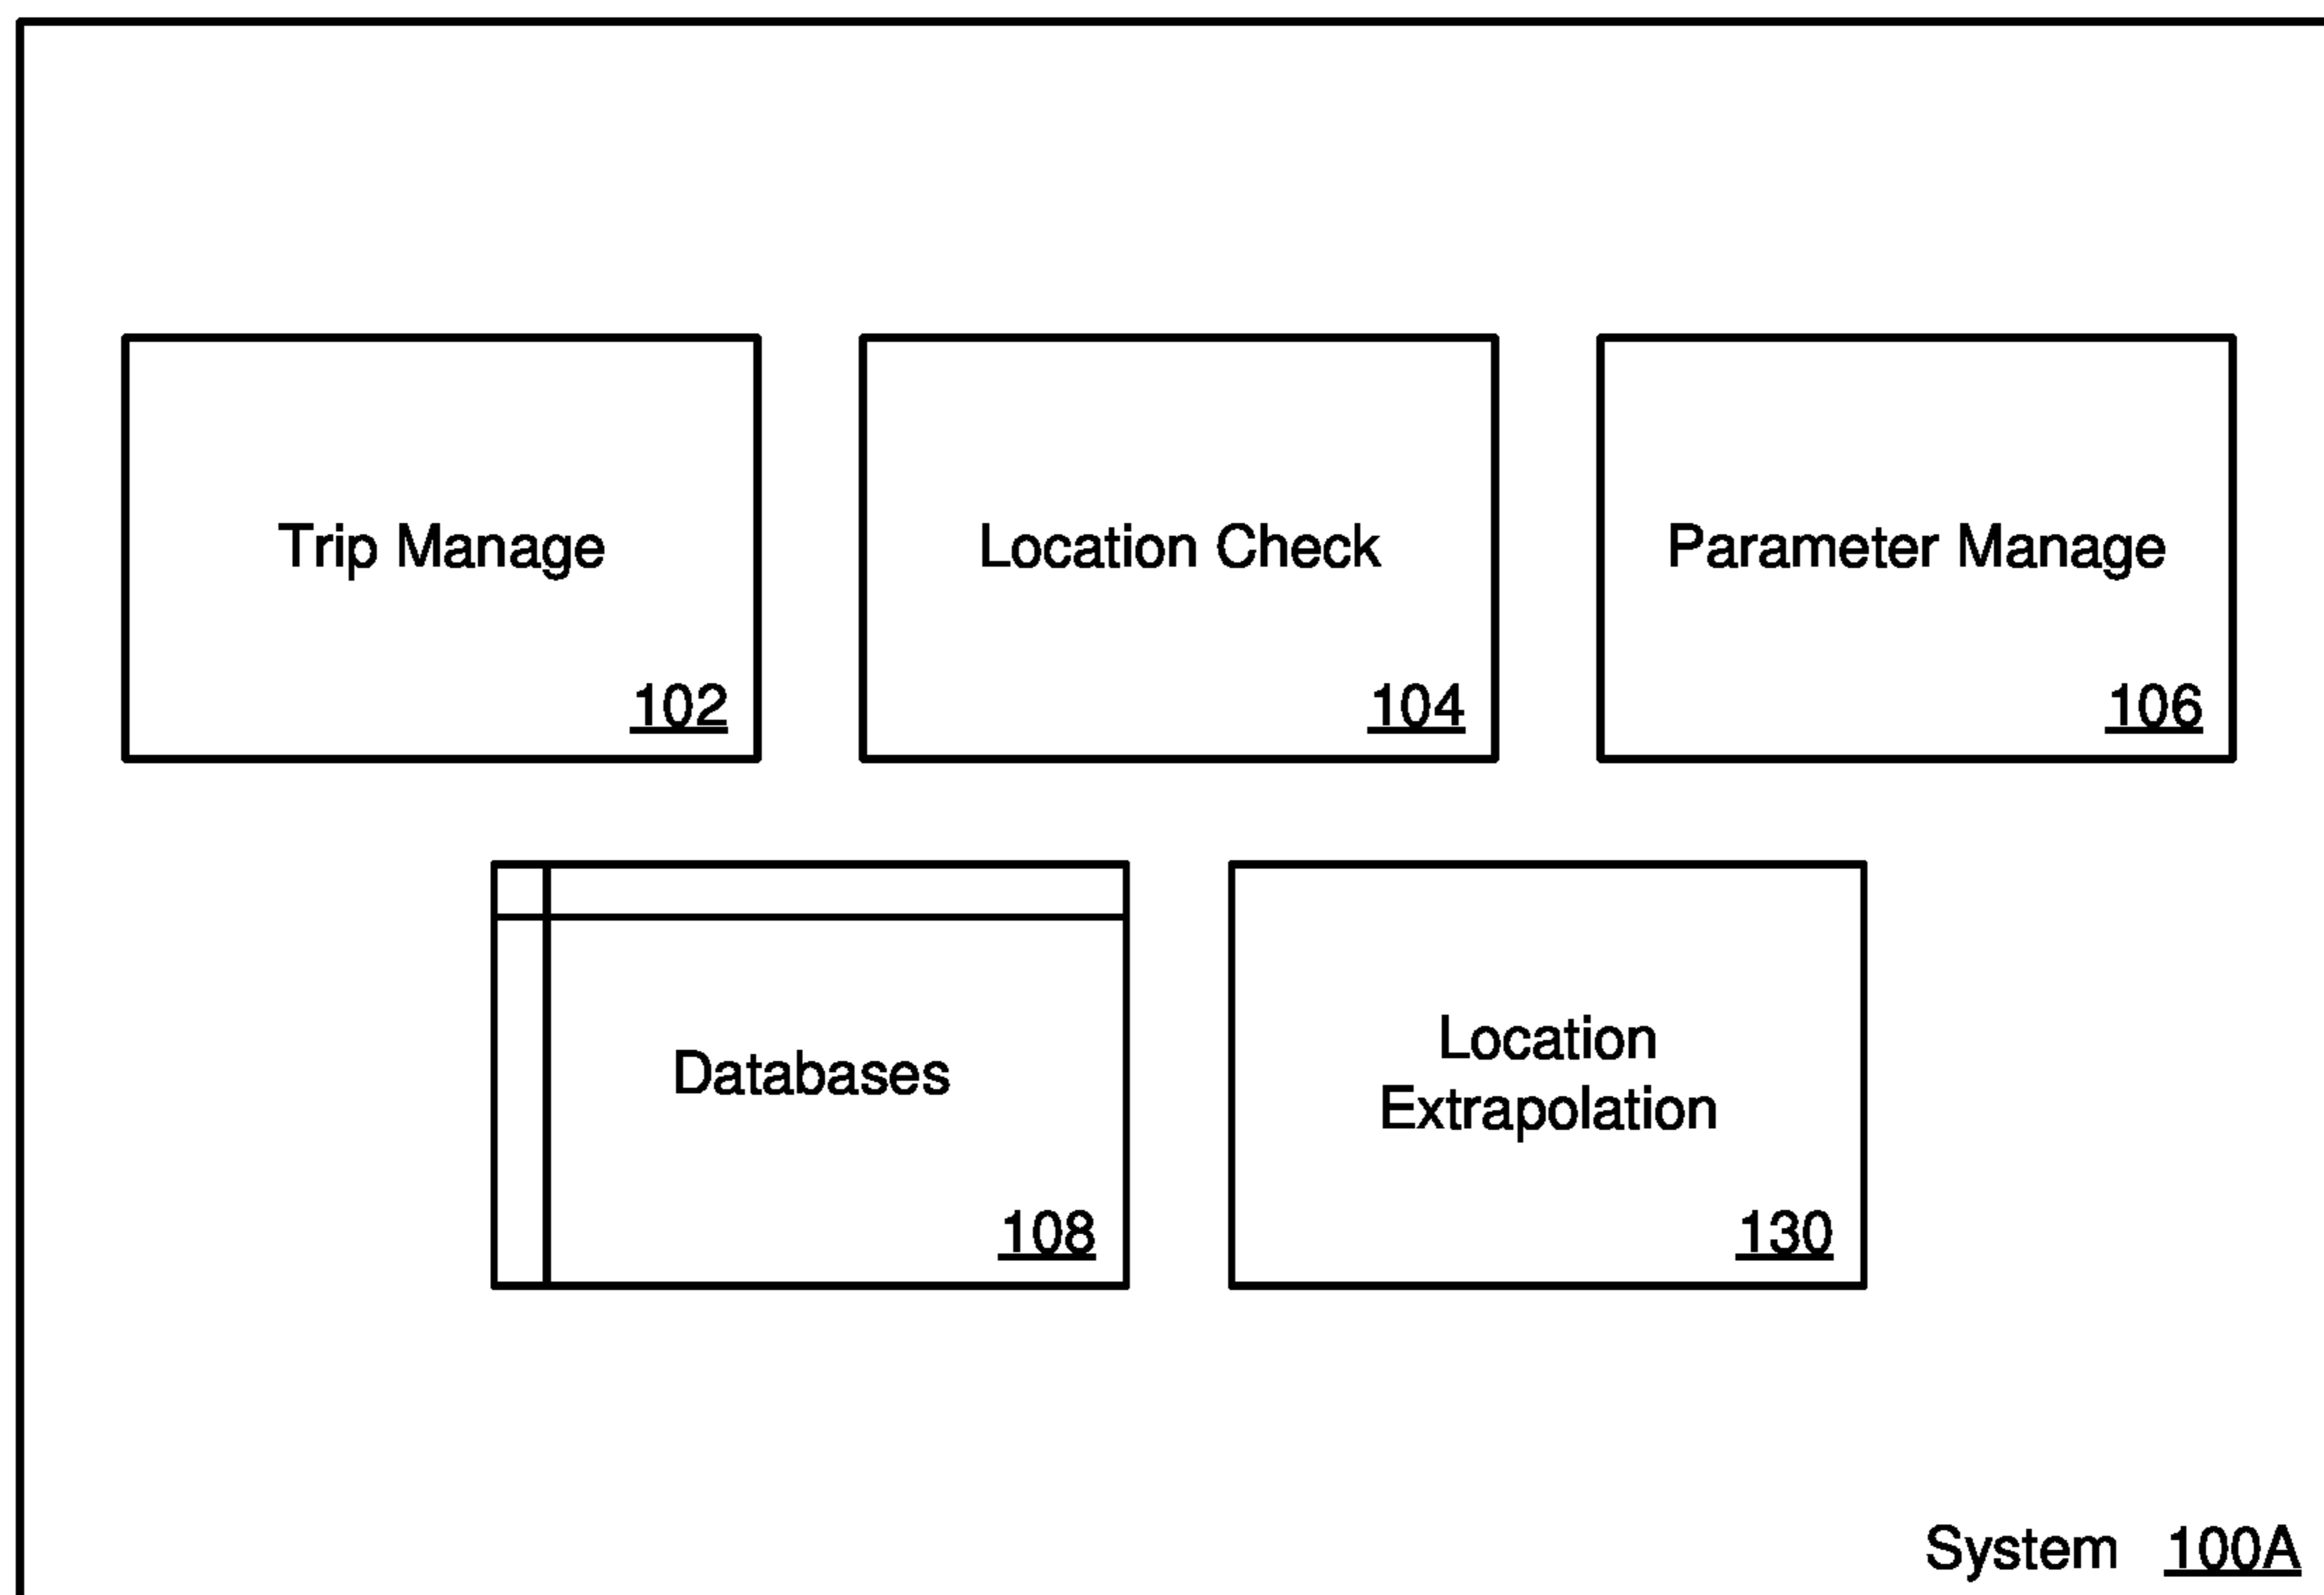 Trip Manage
102
Location Check
104
Parameter Manage
106
Databases
108
Location
Extrapolation
130
System 100A